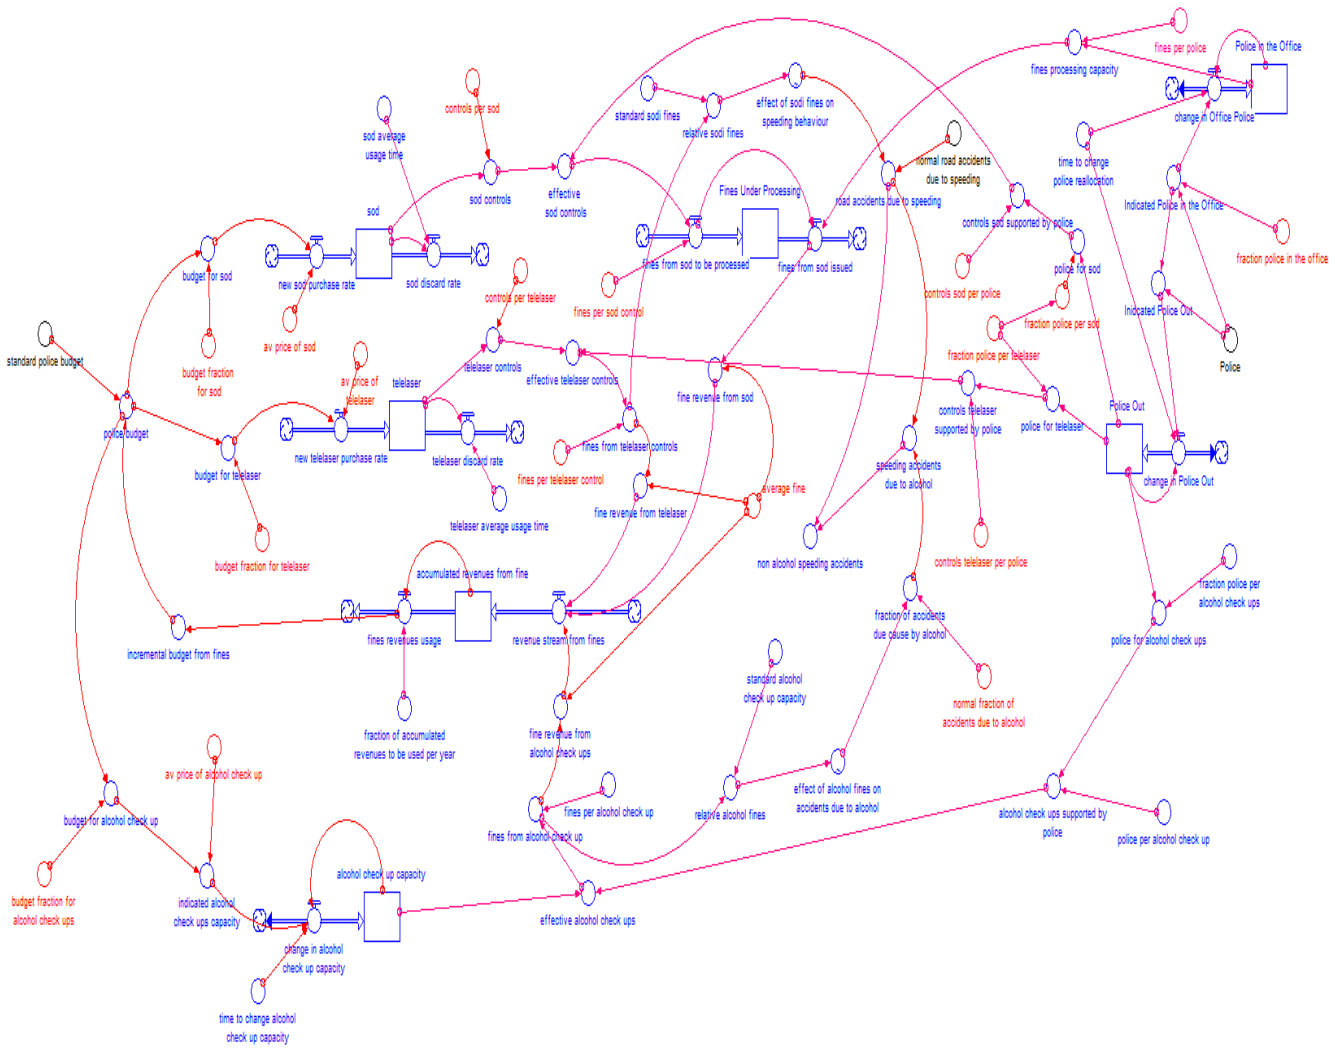 fines per police
Police in the Office
fines processing capacity
controls per sod
standard sodi fines
effect of sodi fines on
speeding behaviour
relative sodi fines
change in Office Police
sod average
usage time
normal road accidents
due to speeding
time to change
police reallocation
effective
sod controls
sod controls
Fines Under Processing
road accidents due to speeding
Indicated Police in the Office
sod
controls sod supported by police
budget for sod
new sod purchase rate
sod discard rate
fines from sod to be processed
fines from sod issued
police for sod
fraction police in the office
controls per telelaser
controls sod per police
fines per sod control
Inidcated Police Out
fraction police per sod
av price of sod
standard police budget
telelaser controls
fraction police per telelaser
Police
budget fraction
for sod
av price of
telelaser
telelaser
effective telelaser controls
fine revenue from sod
controls telelaser
supported by police
Police Out
police for telelaser
police budget
new telelaser purchase rate
telelaser discard rate
fines from telelaser controls
budget for telelaser
fines per telelaser control
speeding accidents
due to alcohol
change in Police Out
average fine
telelaser average usage time
fine revenue from telelaser
budget fraction for telelaser
non alcohol speeding accidents
controls telelaser per police
accumulated revenues from fine
fraction police per
alcohol check ups
fines revenues usage
revenue stream from fines
fraction of accidents
due cause by alcohol
police for alcohol check ups
incremental budget from fines
standard alcohol
check up capacity
normal fraction of
accidents due to alcohol
fraction of accumulated
revenues to be used per year
fine revenue from
alcohol check ups
av price of alcohol check up
effect of alcohol fines on
accidents due to alcohol
budget for alcohol check up
fines per alcohol check up
relative alcohol fines
alcohol check ups supported by
police
fines from alcohol check up
police per alcohol check up
alcohol check up capacity
budget fraction for
alcohol check ups
indicated alcohol
check ups capacity
effective alcohol check ups
change in alcohol
check up capacity
time to change alcohol
check up capacity